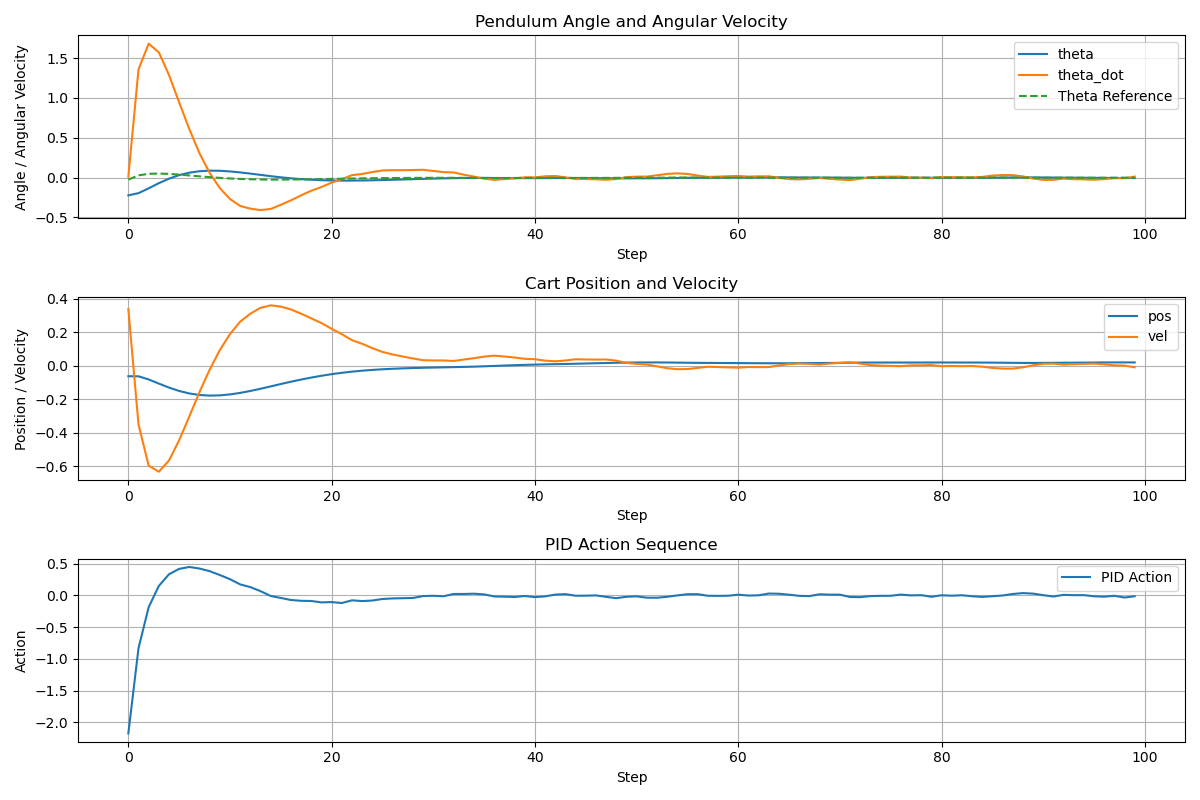 Pendulum Angle and Angular Velocity
Angle / Angular Velocity
1.5
1.0
0.5
0.0
−0.5
theta
theta_dot
Theta Reference
0 20 40 60 80 100
Step
Cart Position and Velocity
Position / Velocity
0.4
0.2
0.0
−0.2
−0.4
−0.6
pos
vel
0 20 40 60 80 100
Step
PID Action Sequence
Action
0.5
0.0
−0.5
−1.0
−1.5
−2.0
PID Action
0 20 40 60 80 100
Step